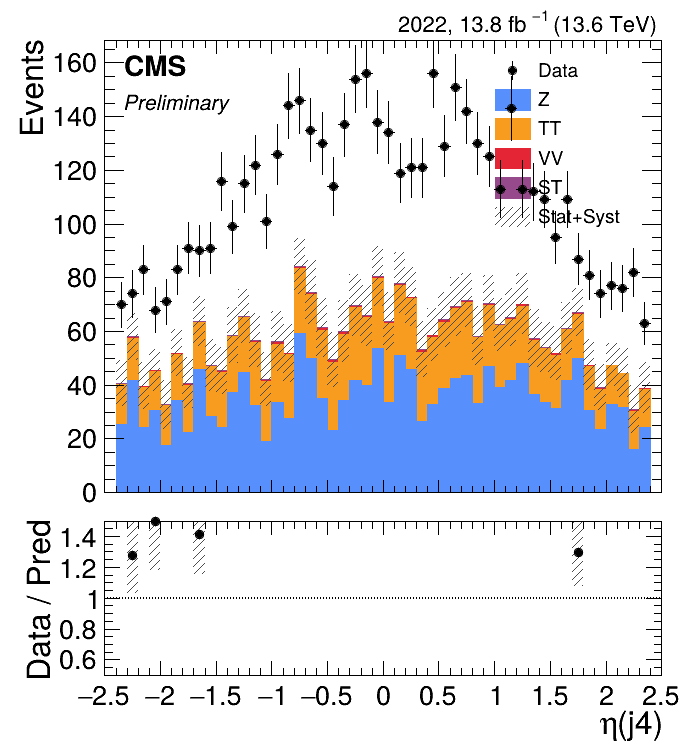 2022, 13.8 fb⁻¹ (13.6 TeV)
Events
160
140
120
100
80
60
40
20
0
CMS
Preliminary
Data
Z
TT
VV
ST
Stat+Syst
Data / Pred
1.4
1.2
1
0.8
0.6
−2.5 −2 −1.5 −1 −0.5 0 0.5 1 1.5 2 2.5
η(j4)